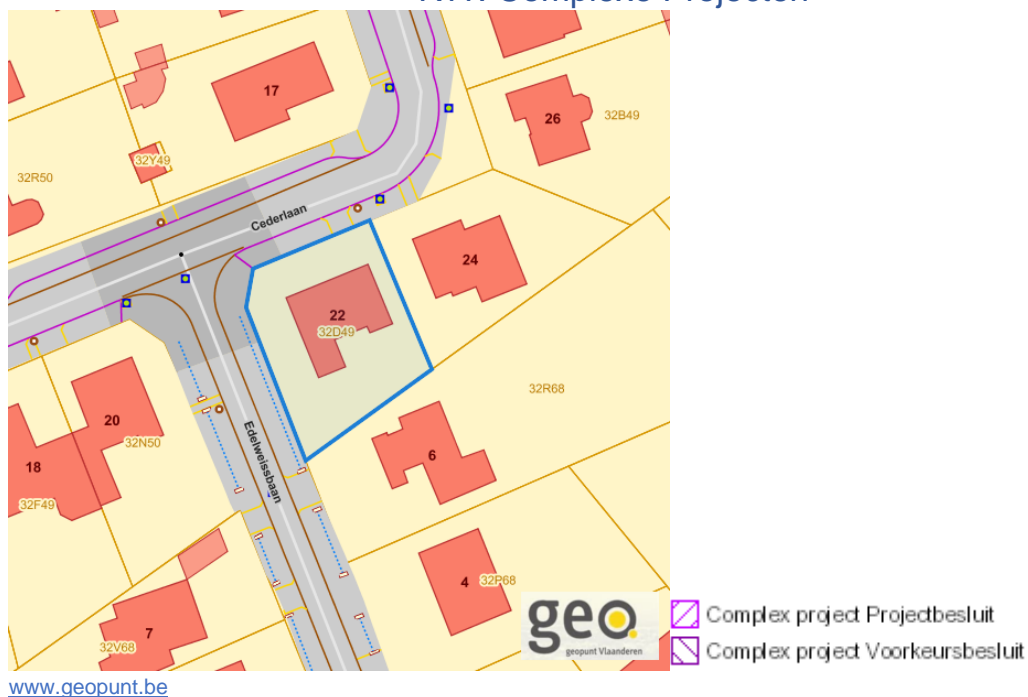 17
26
32B49
32Y49
32R50
Cederlaan
24
22
32D49
32R68
20
32N50
Edelweissbaan
6
18
32F49
4 32P68
7
32V68
geo.
geopunt Vlaanderen
Complex project Projectbesluit
Complex project Voorkeursbesluit
www.geopunt.be